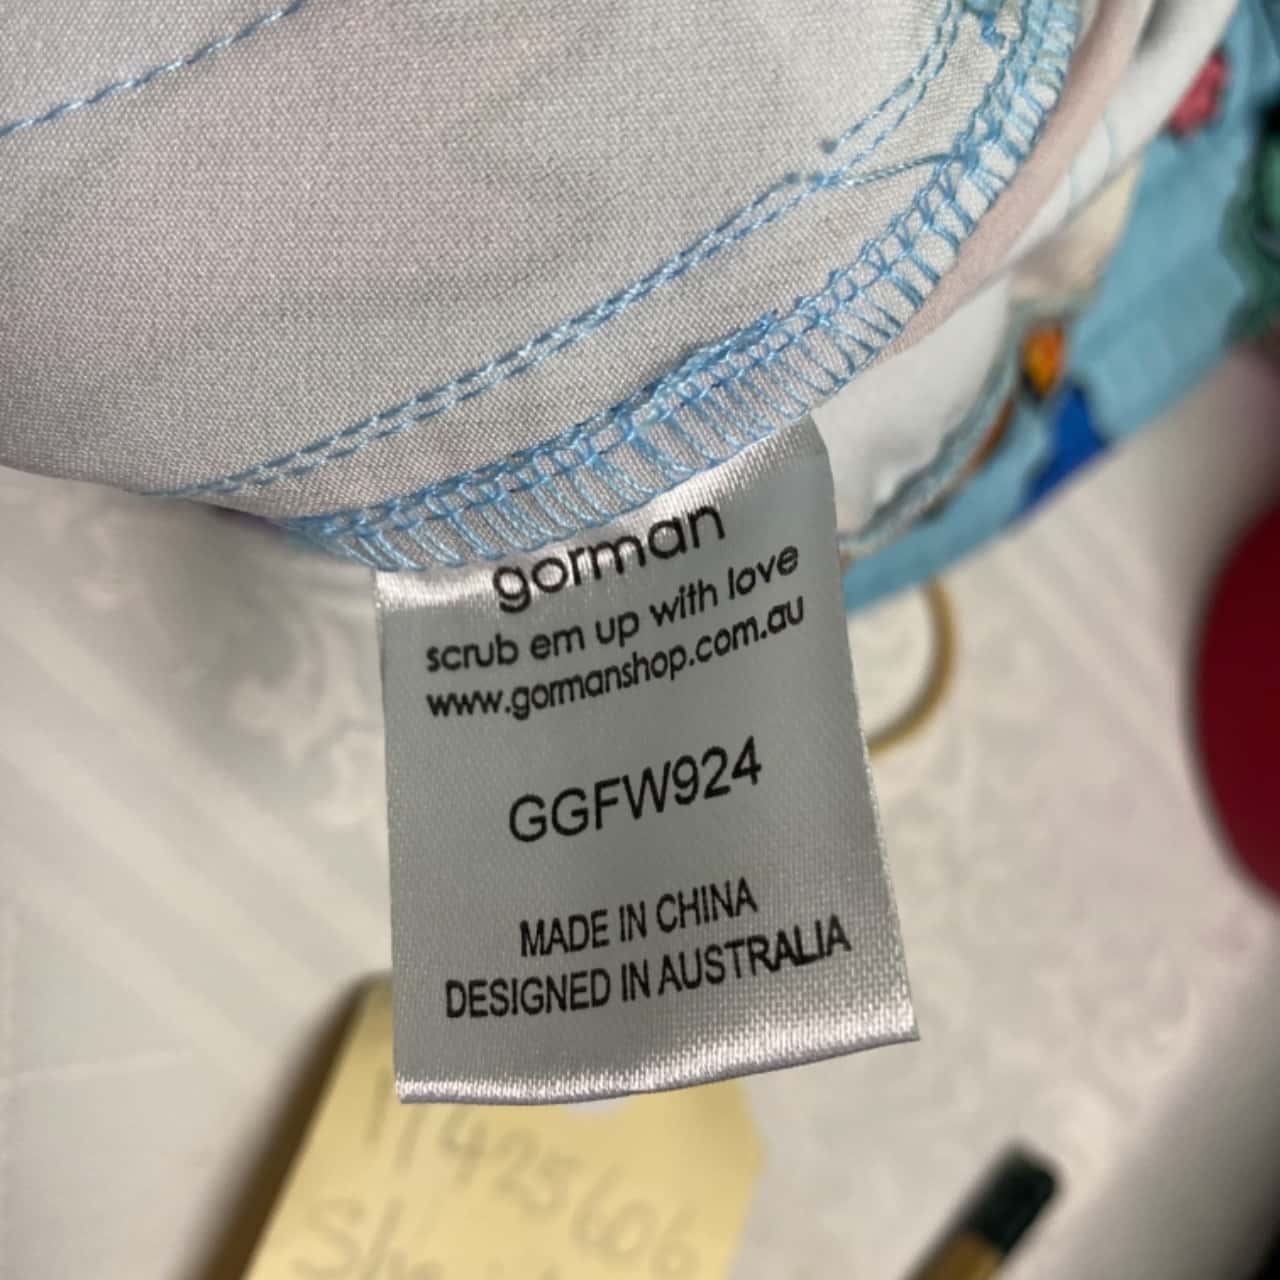 gorman
scrub em up with love
www.gormanshop.com.au
GGFW924
MADE IN CHINA
DESIGNED IN AUSTRALIA